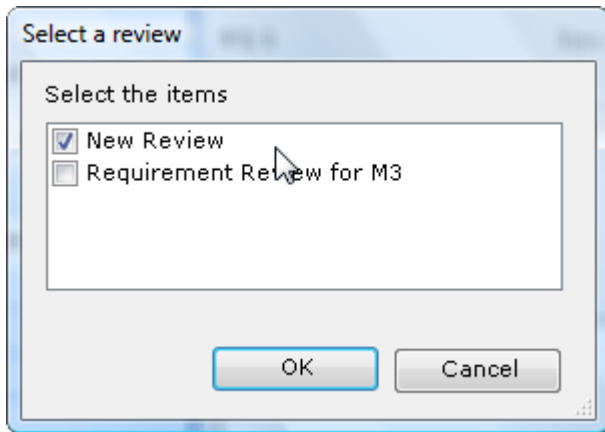 Select a review
Select the items
New Review
Requirement Review for M3
OK
Cancel